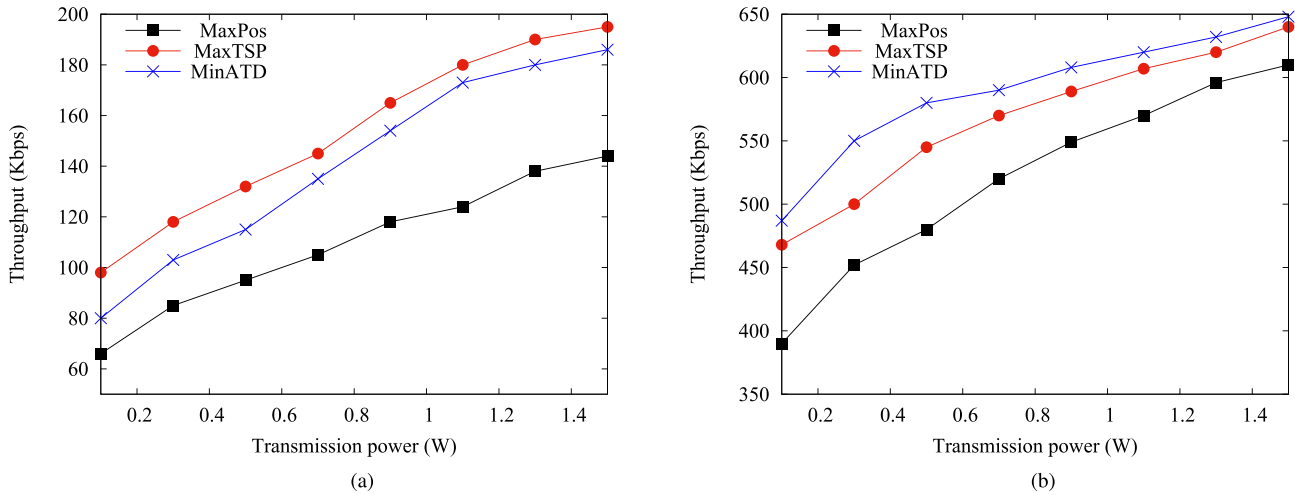 200
180
160
140
120
100
80
60
0.2 0.4 0.6 0.8 1 1.2 1.4
Throughput (Kbps)
Transmission power (W)
MaxPos
MaxTSP
MinATD
(a)
650
600
550
500
450
400
350
0.2 0.4 0.6 0.8 1 1.2 1.4
Throughput (Kbps)
Transmission power (W)
MaxPos
MaxTSP
MinATD
(b)